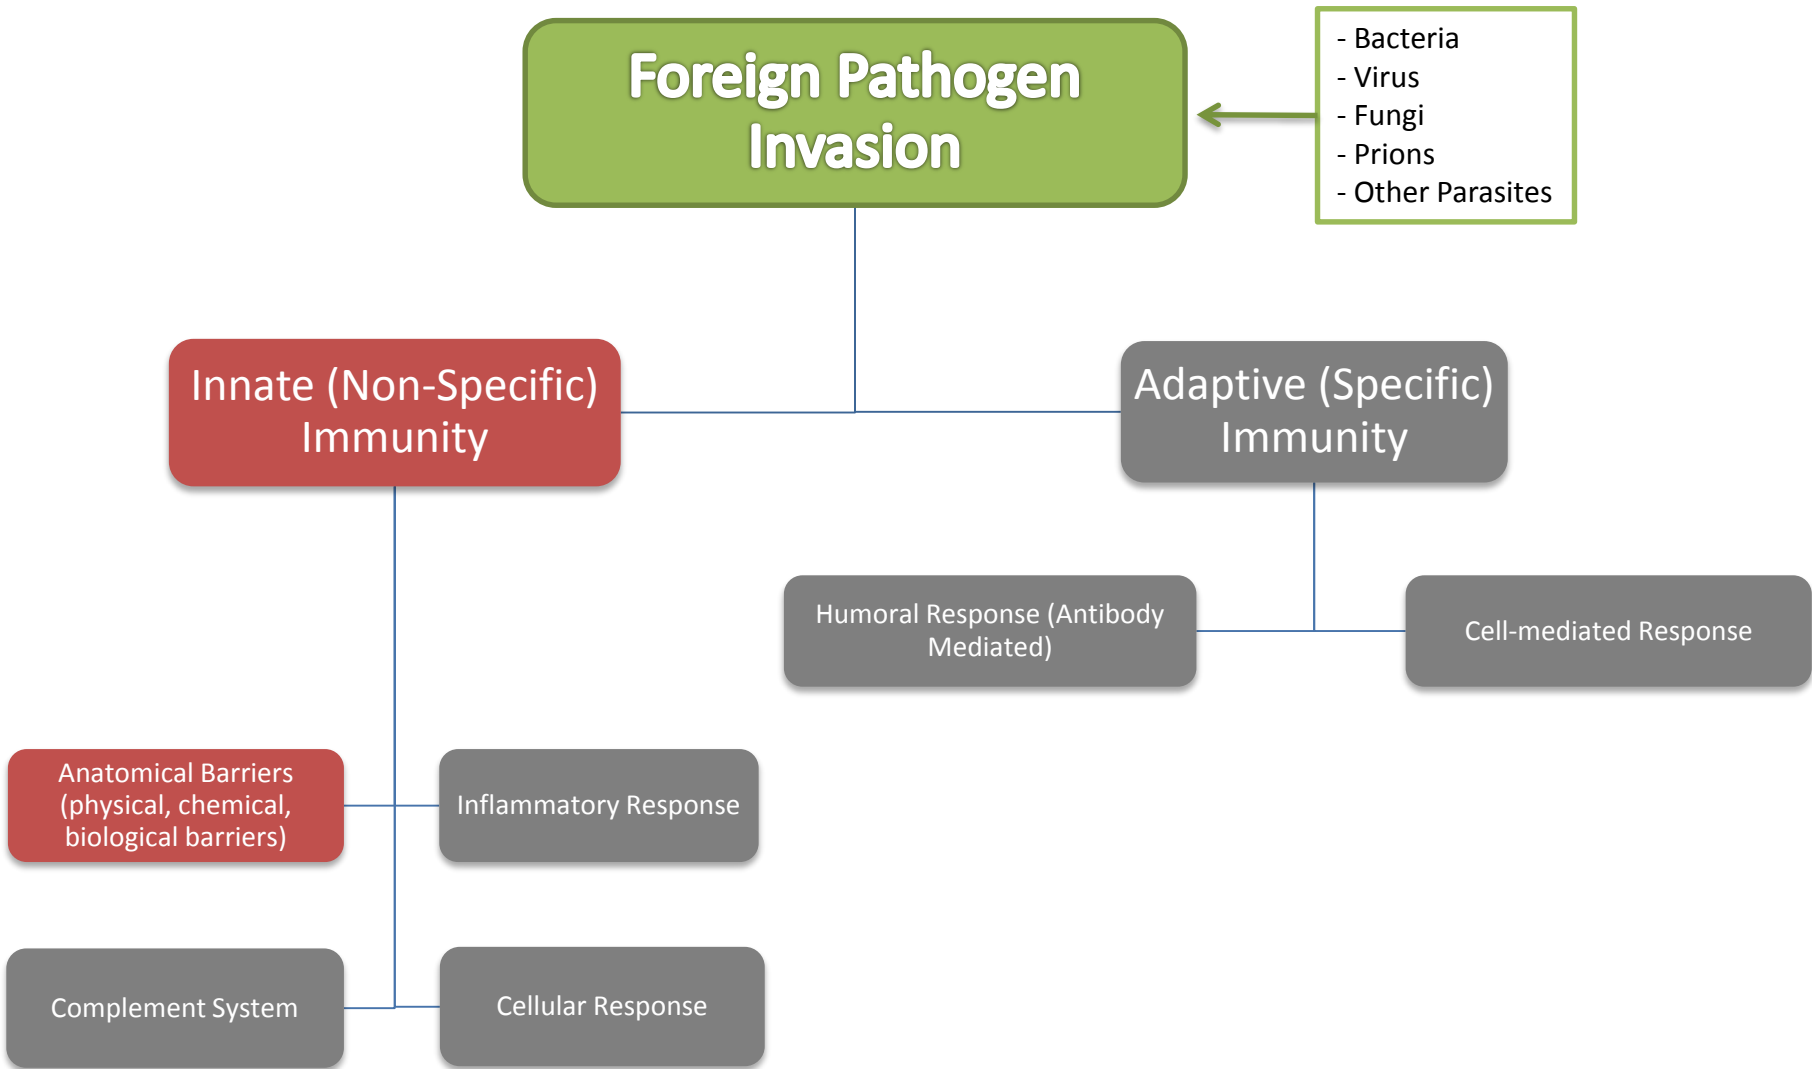 Foreign Pathogen
Invasion
- Bacteria
- Virus
- Fungi
- Prions
- Other Parasites
Innate (Non-Specific)
Immunity
Adaptive (Specific)
Immunity
Humoral Response (Antibody
Mediated)
Cell-mediated Response
Anatomical Barriers
(physical, chemical,
biological barriers)
Inflammatory Response
Complement System
Cellular Response